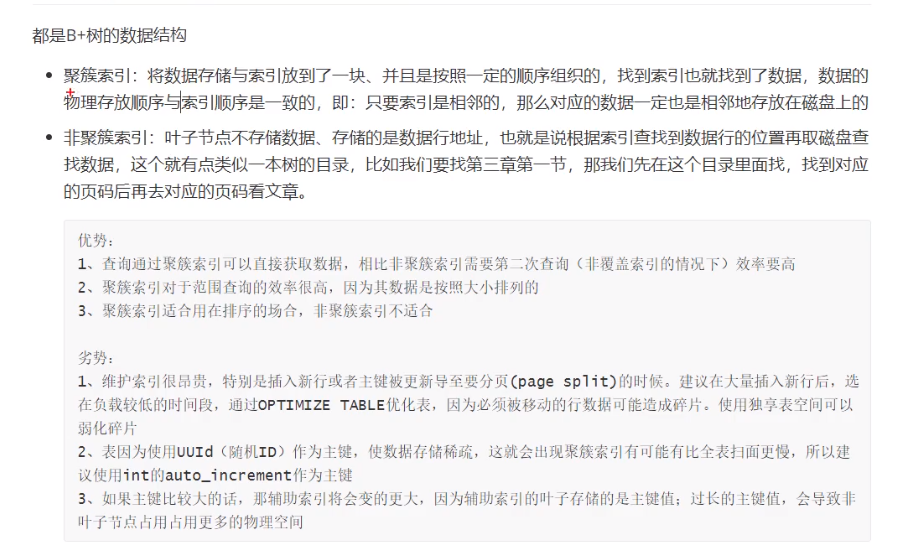 都是B+树的数据结构
聚簇索引：将数据存储与索引放到了一块、并且是按照一定的顺序组织的，找到索引也就找到了数据，数据的
物理存放顺序与索引顺序是一致的，即：只要索引是相邻的，那么对应的数据一定也是相邻地存放在磁盘上的
非聚簇索引：叶子节点不存储数据、存储的是数据行地址，也就是说根据索引查找到数据行的位置再取磁盘查
找数据，这个就有点类似一本树的目录，比如我们要找第三章第一节，那我们先在这个目录里面找，找到对应
的页码后再去对应的页码看文章。
优势：
1、查询通过聚簇索引可以直接获取数据，相比非聚簇索引需要第二次查询（非覆盖索引的情况下）效率要高
2、聚簇索引对于范围查询的效率很高，因为其数据是按照大小排列的
3、聚簇索引适合用在排序的场合，非聚簇索引不适合
劣势：
1、维护索引很昂贵，特别是插入新行或者主键被更新导至要分页(page split)的时候。建议在大量插入新行后，选
在负载较低的时间段，通过OPTIMIZE TABLE优化表，因为必须被移动的行数据可能造成碎片。使用独享表空间可以
弱化碎片
2、表因为使用UUId（随机ID）作为主键，使数据存储稀疏，这就会出现聚簇索引有可能有比全表扫面更慢，所以建
议使用int的auto_increment作为主键
3、如果主键比较大的话，那辅助索引将会变的更大，因为辅助索引的叶子存储的是主键值；过长的主键值，会导致非
叶子节点占用占用更多的物理空间